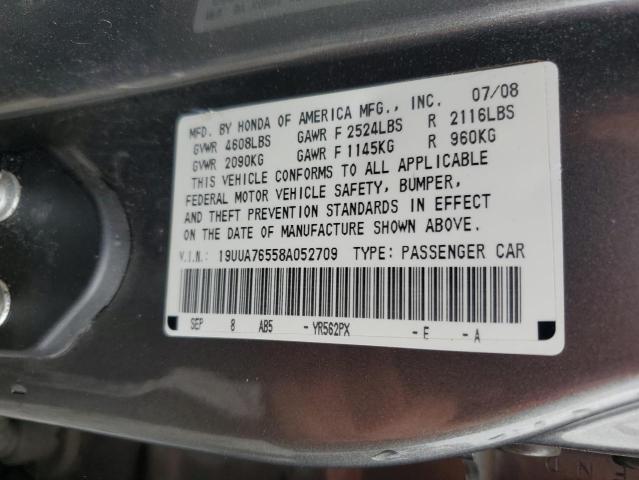 MFD. BY HONDA OF AMERICA MFG., INC. 07/08
GVWR 4608LBS GAWR F 2524LBS R 2116LBS
GVWR 2090KG GAWR F 1145KG R 960KG
THIS VEHICLE CONFORMS TO ALL APPLICABLE
FEDERAL MOTOR VEHICLE SAFETY, BUMPER,
AND THEFT PREVENTION STANDARDS IN EFFECT
ON THE DATE OF MANUFACTURE SHOWN ABOVE.
V.I.N.: 19UUA76558A052709 TYPE: PASSENGER CAR
SEP 8 AB5 -YR562PX -E -A